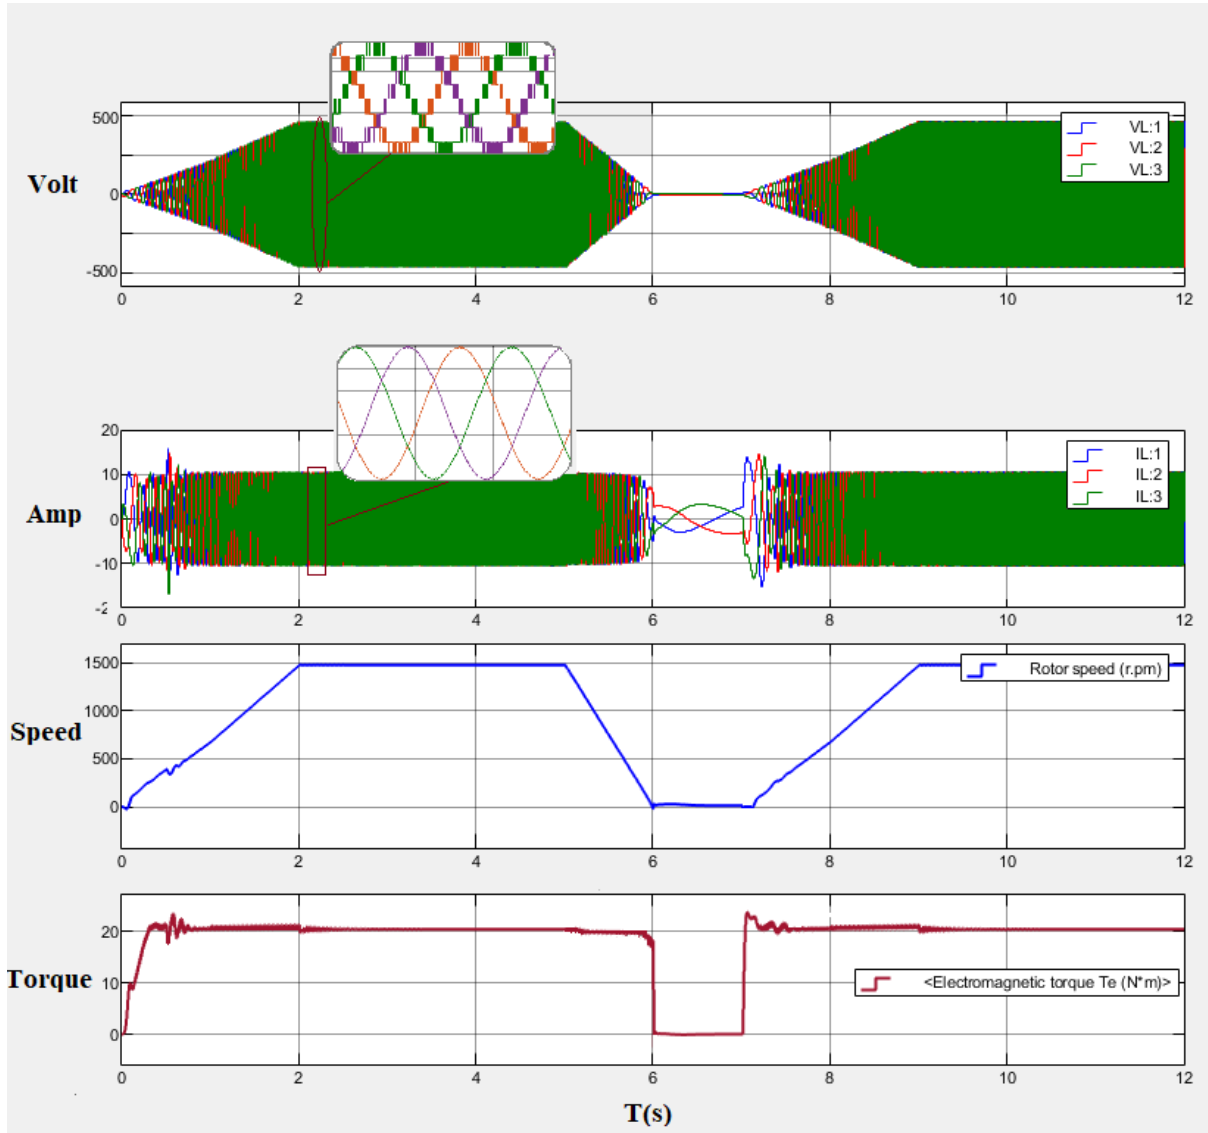 500
0
-500
Volt
VL:1
VL:2
VL:3
0 2 4 6 8 10 12
20
10
0
-10
-2
Amp
IL:1
IL:2
IL:3
0 2 4 6 8 10 12
1500
1000
500
0
Speed
Rotor speed (r.pm)
0 2 4 6 8 10 12
20
10
0
Torque
<Electromagnetic torque Te (N*m)>
0 2 4 6 8 10 12
T(s)